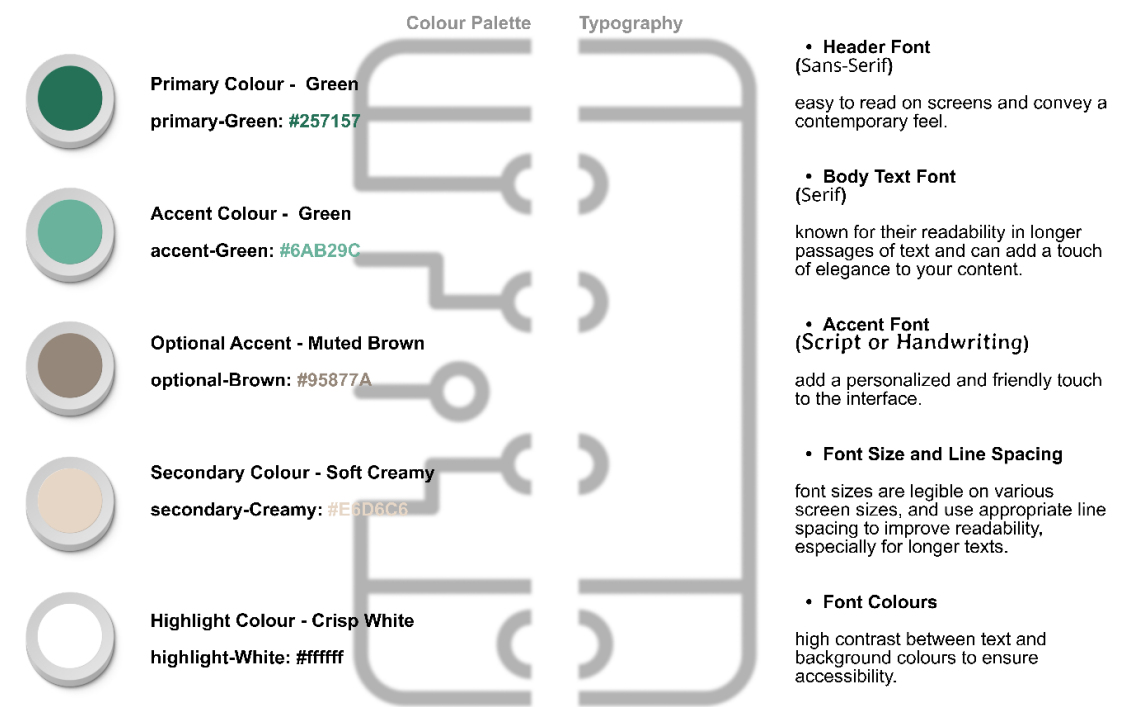 Colour Palette
Typography
Primary Colour -  Green
primary-Green: #257157
Accent Colour -  Green
accent-Green: #6AB29C
Optional Accent - Muted Brown
optional-Brown: #95877A
Secondary Colour - Soft Creamy
secondary-Creamy: #E6D6C6
Highlight Colour - Crisp White
highlight-White: #ffffff
• Header Font
(Sans-Serif)
easy to read on screens and convey a
contemporary feel.
• Body Text Font
(Serif)
known for their readability in longer
passages of text and can add a touch
of elegance to your content.
• Accent Font
(Script or Handwriting)
add a personalized and friendly touch
to the interface.
• Font Size and Line Spacing
font sizes are legible on various
screen sizes, and use appropriate line
spacing to improve readability,
especially for longer texts.
• Font Colours
high contrast between text and
background colours to ensure
accessibility.